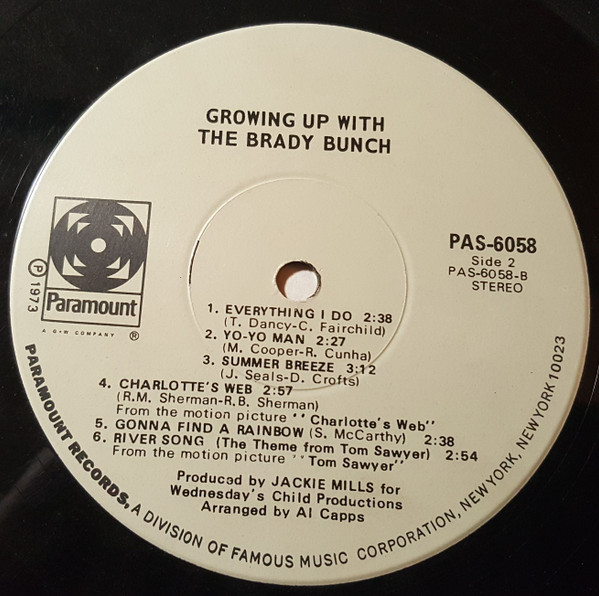 GROWING UP WITH
THE BRADY BUNCH
PAS-6058
Side 2
PAS-6058-B
STEREO
Ⓟ 1973
Paramount
A G+W COMPANY ®
1. EVERYTHING I DO 2:38
(T. Dancy-C. Fairchild)
2. YO-YO MAN 2:27
(M. Cooper-R. Cunha)
3. SUMMER BREEZE 3:12
(J. Seals-D. Crofts)
4. CHARLOTTE'S WEB 2:57
(R.M. Sherman-R.B. Sherman)
From the motion picture "Charlotte's Web"
5. GONNA FIND A RAINBOW (S. McCarthy) 2:38
6. RIVER SONG (The Theme from Tom Sawyer) 2:54
From the motion picture "Tom Sawyer"
Produced by JACKIE MILLS for
Wednesday's Child Productions
Arranged by Al Capps
PARAMOUNT RECORDS, A DIVISION OF FAMOUS MUSIC CORPORATION, NEW YORK, NEW YORK 10023